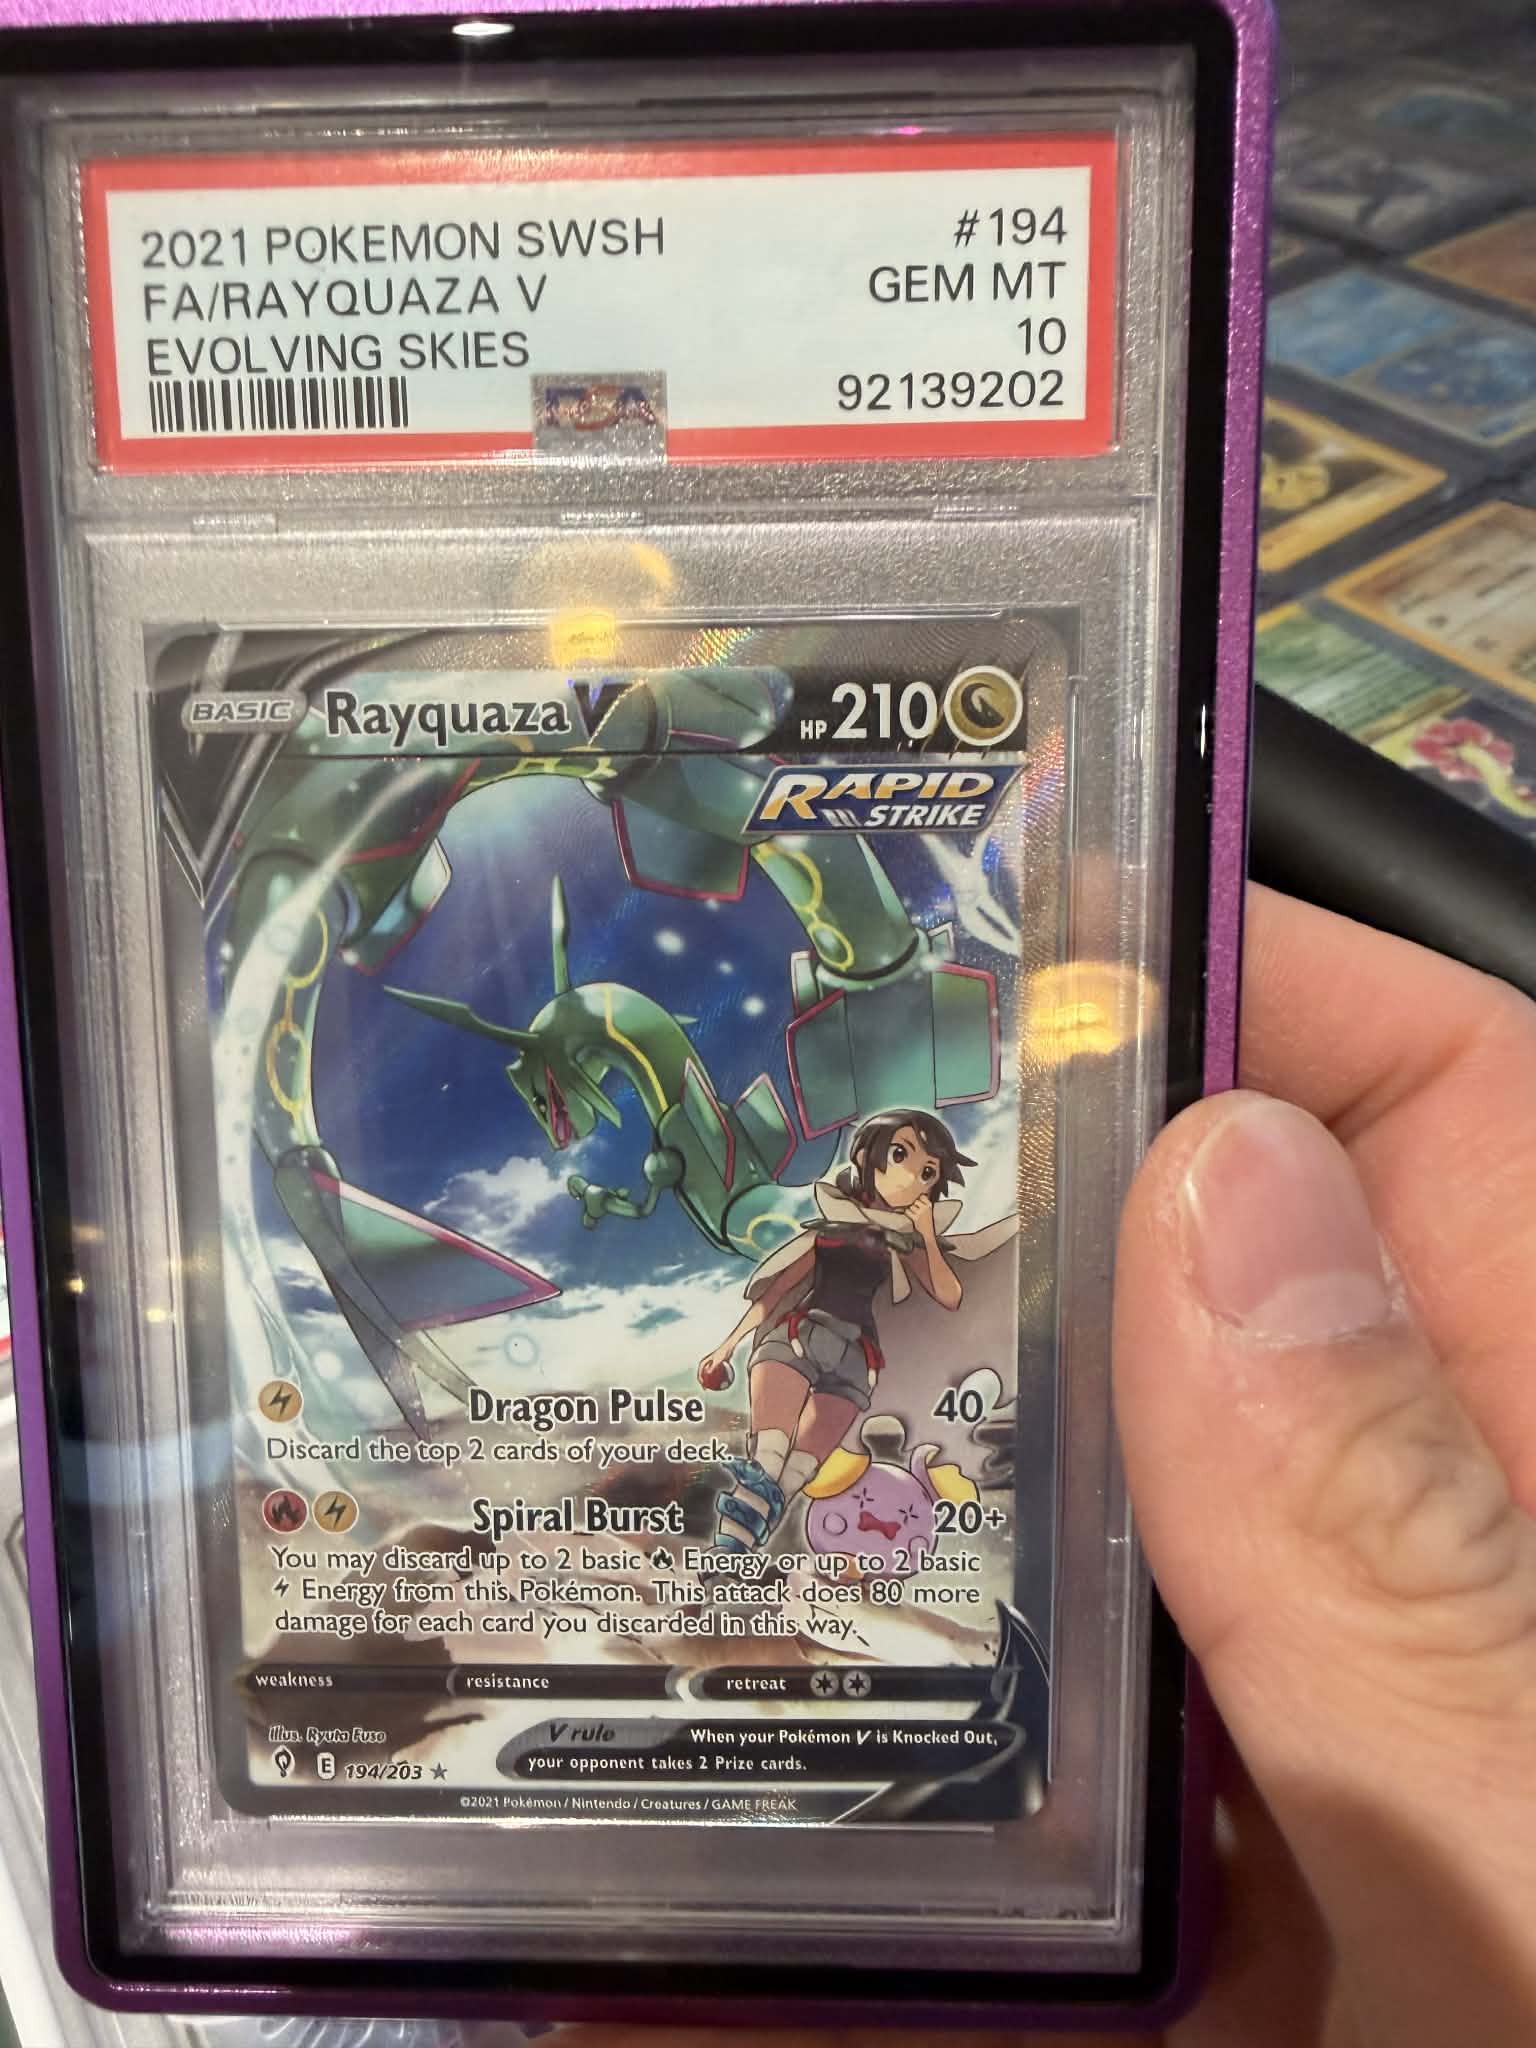 2021 POKEMON SWSH #194
FA/RAYQUAZA V GEM MT
EVOLVING SKIES 10
92139202
PSA
BASIC Rayquaza V HP 210
RAPID
STRIKE
Dragon Pulse 40
Discard the top 2 cards of your deck.
Spiral Burst 20+
You may discard up to 2 basic Energy or up to 2 basic
Energy from this Pokémon. This attack does 80 more
damage for each card you discarded in this way.
weakness resistance retreat
Illus. Ryuta Fuse
V rule When your Pokémon V is Knocked Out,
your opponent takes 2 Prize cards.
E 194/203 ★
©2021 Pokémon / Nintendo / Creatures / GAME FREAK